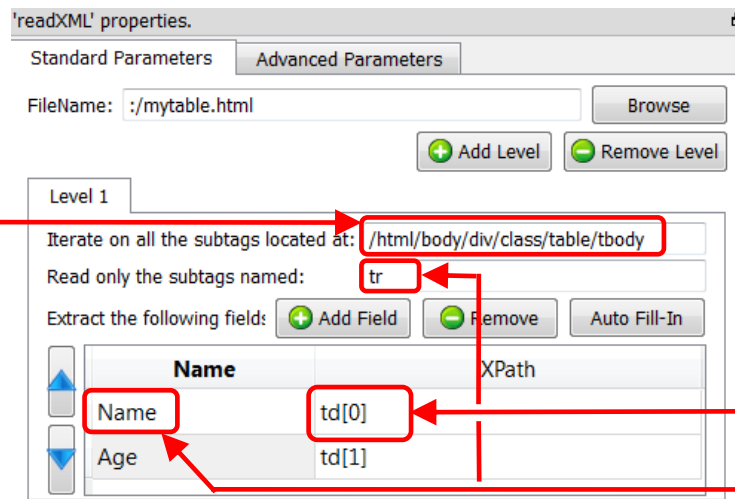 'readXML' properties.
Standard Parameters Advanced Parameters
FileName: :/mytable.html Browse
Add Level Remove Level
Level 1
Iterate on all the subtags located at: /html/body/div/class/table/tbody
Read only the subtags named: tr
Extract the following fields Add Field Remove Auto Fill-In
Name XPath
Name td[0]
Age td[1]